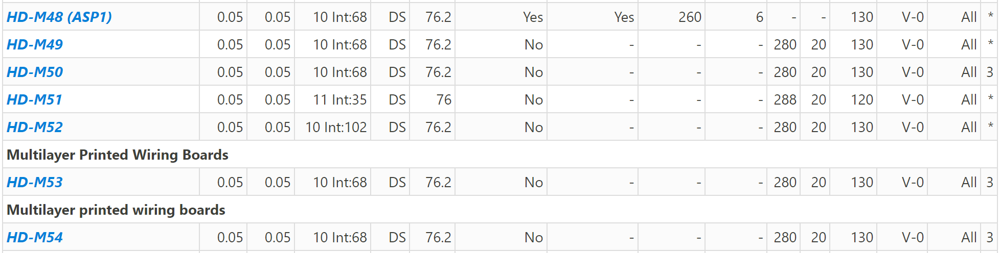 HD-M48 (ASP1) 0.05 0.05 10 Int:68 DS 76.2 Yes Yes 260 6 - - 130 V-0 All *
HD-M49 0.05 0.05 10 Int:68 DS 76.2 No - - - 280 20 130 V-0 All *
HD-M50 0.05 0.05 10 Int:68 DS 76.2 No - - - 280 20 130 V-0 All 3
HD-M51 0.05 0.05 11 Int:35 DS 76 No - - - 288 20 120 V-0 All *
HD-M52 0.05 0.05 10 Int:102 DS 76.2 No - - - 280 20 130 V-0 All *
Multilayer Printed Wiring Boards
HD-M53 0.05 0.05 10 Int:68 DS 76.2 No - - - 280 20 130 V-0 All 3
Multilayer printed wiring boards
HD-M54 0.05 0.05 10 Int:68 DS 76.2 No - - - 280 20 130 V-0 All 3